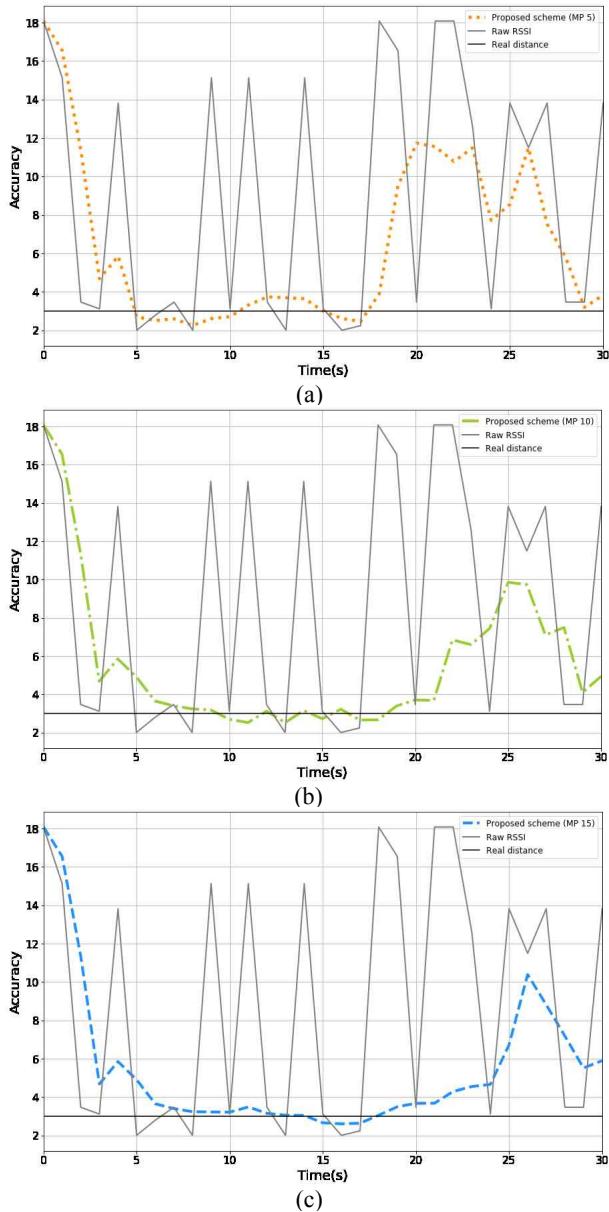 Proposed scheme (MP 5)
Raw RSSI
Real distance
18
16
14
12
10
8
6
4
2
Accuracy
0 5 10 15 20 25 30
Time(s)
(a)
Proposed scheme (MP 10)
Raw RSSI
Real distance
18
16
14
12
10
8
6
4
2
Accuracy
0 5 10 15 20 25 30
Time(s)
(b)
Proposed scheme (MP 15)
Raw RSSI
Real distance
18
16
14
12
10
8
6
4
2
Accuracy
0 5 10 15 20 25 30
Time(s)
(c)